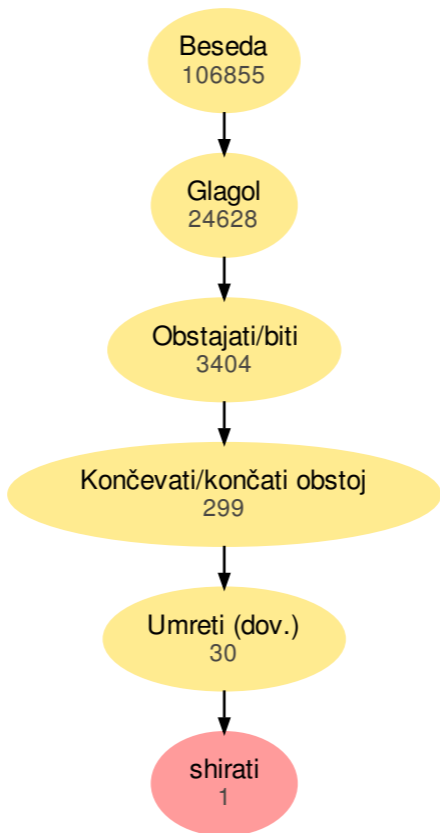 Beseda
106855
Glagol
24628
Obstajati/biti
3404
Končevati/končati obstoj
299
Umreti (dov.)
30
shirati
1